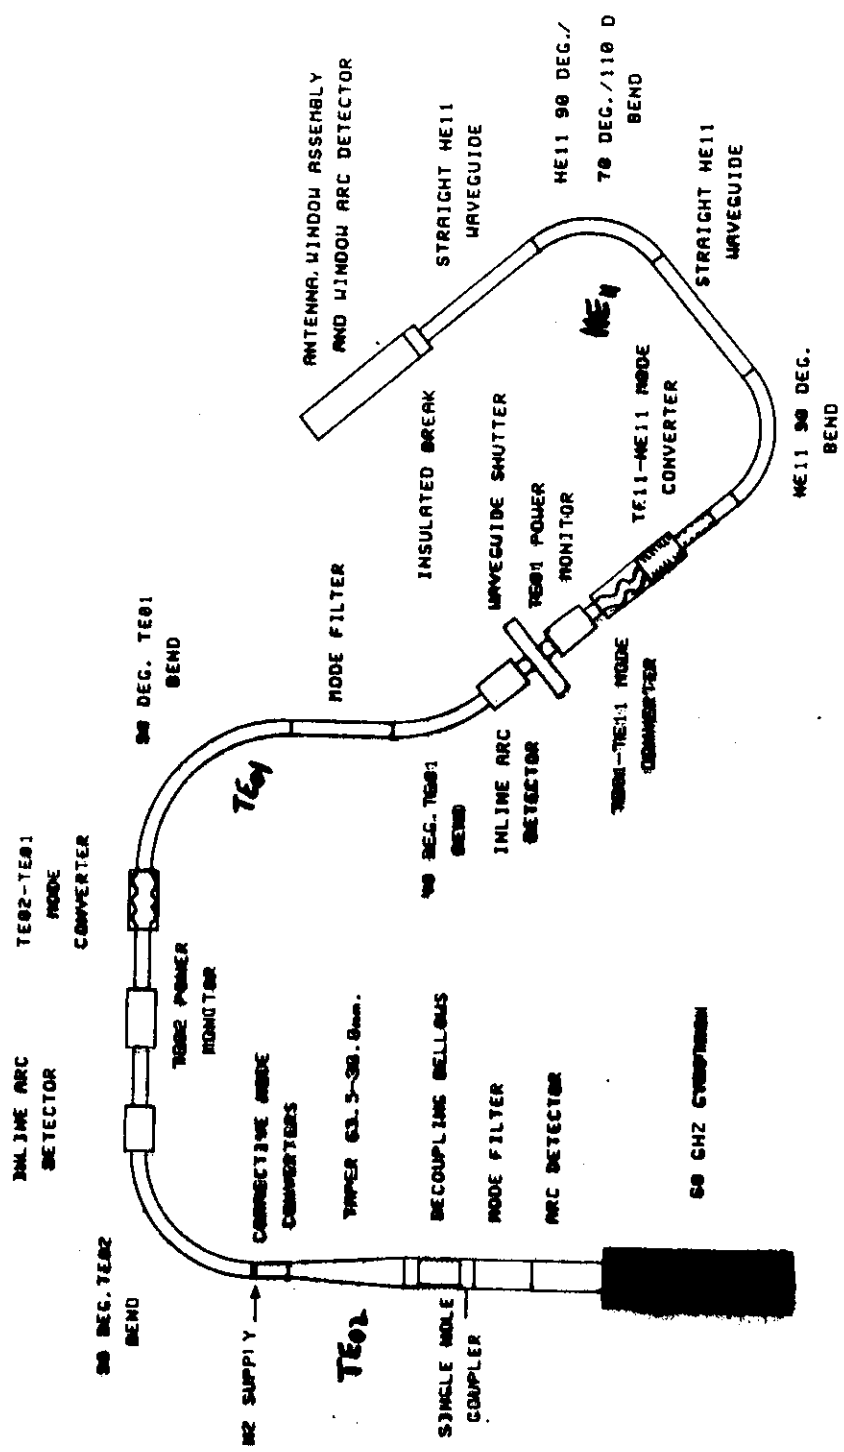 ANTENNA, WINDOW ASSEMBLY
AND WINDOW ARC DETECTOR
STRAIGHT HE11
WAVEGUIDE
HE11 90 DEG./
70 DEG./110 D
BEND
STRAIGHT HE11
WAVEGUIDE
HE11
INSULATED BREAK
WAVEGUIDE SHUTTER
TE01 POWER
MONITOR
TE11-HE11 MODE
CONVERTER
HE11 90 DEG.
BEND
90 DEG. TE01
BEND
MODE FILTER
TE01
DEG. TE01
BEND
INLINE ARC
DETECTOR
TE01-TE11 MODE
CONVERTER
TE02-TE01
MODE
CONVERTER
TE02 POWER
MONITOR
INLINE ARC
DETECTOR
CORRECTIVE MODE
CONVERTERS
TAPER 63.5-30.0mm.
DECOUPLING BELLOWS
MODE FILTER
ARC DETECTOR
60 GHZ GYROTRON
90 DEG. TE02
BEND
N2 SUPPLY
TE02
SINGLE HOLE
COUPLER